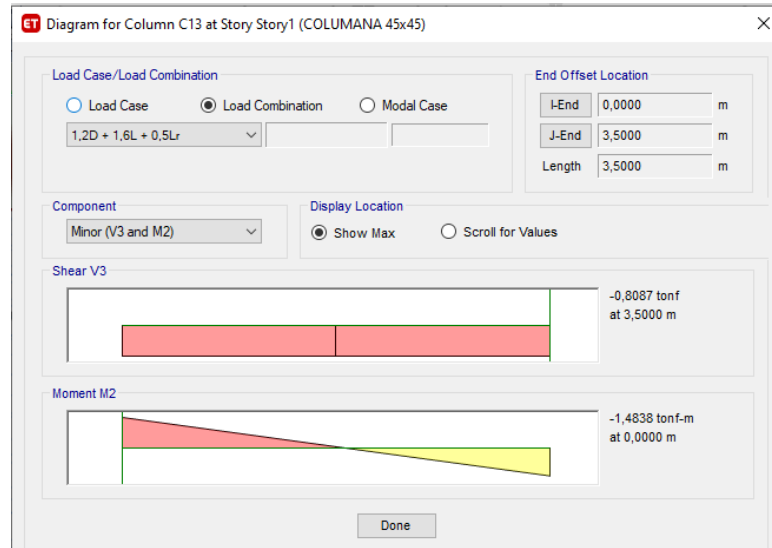 ET Diagram for Column C13 at Story Story1 (COLUMANA 45x45)
Load Case/Load Combination
Load Case Load Combination Modal Case
1,2D + 1,6L + 0,5Lr
End Offset Location
I-End 0,0000 m
J-End 3,5000 m
Length 3,5000 m
Component
Minor (V3 and M2)
Display Location
Show Max Scroll for Values
Shear V3
-0,8087 tonf
at 3,5000 m
Moment M2
-1,4838 tonf-m
at 0,0000 m
Done